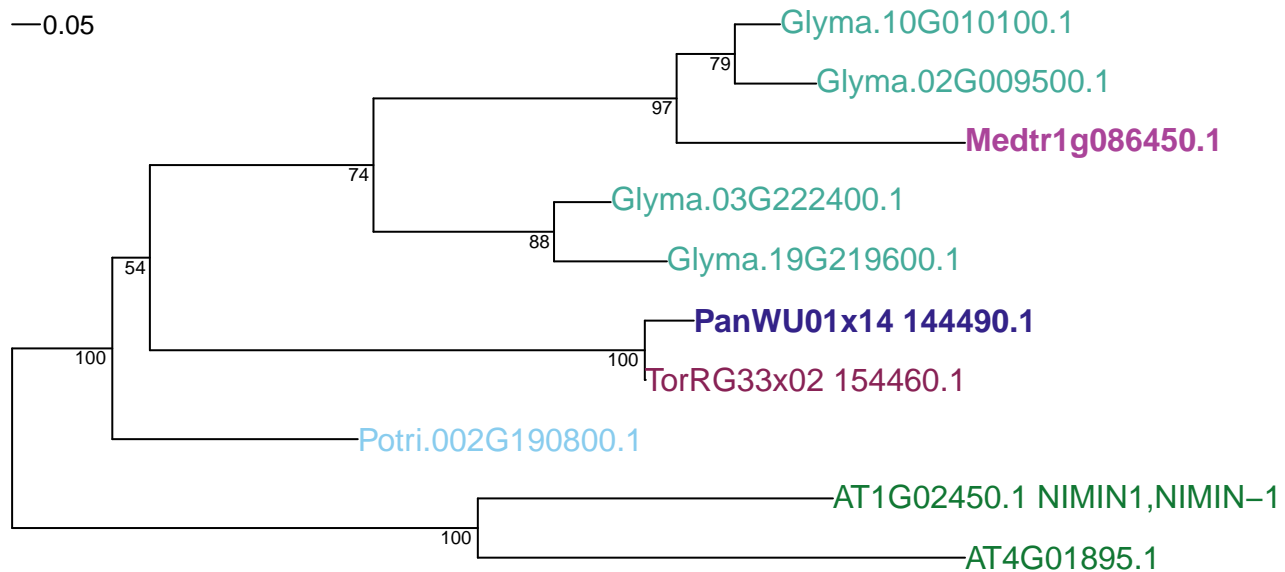 0.05
Glyma.10G010100.1
79
Glyma.02G009500.1
97
Medtr1g086450.1
74
Glyma.03G222400.1
88
Glyma.19G219600.1
54
PanWU01x14 144490.1
100
100
TorRG33x02 154460.1
Potri.002G190800.1
AT1G02450.1 NIMIN1,NIMIN−1
100
AT4G01895.1